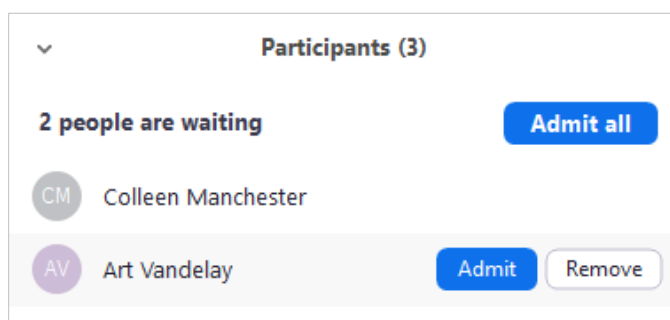 Participants (3)
2 people are waiting Admit all
CM Colleen Manchester
AV Art Vandelay Admit Remove